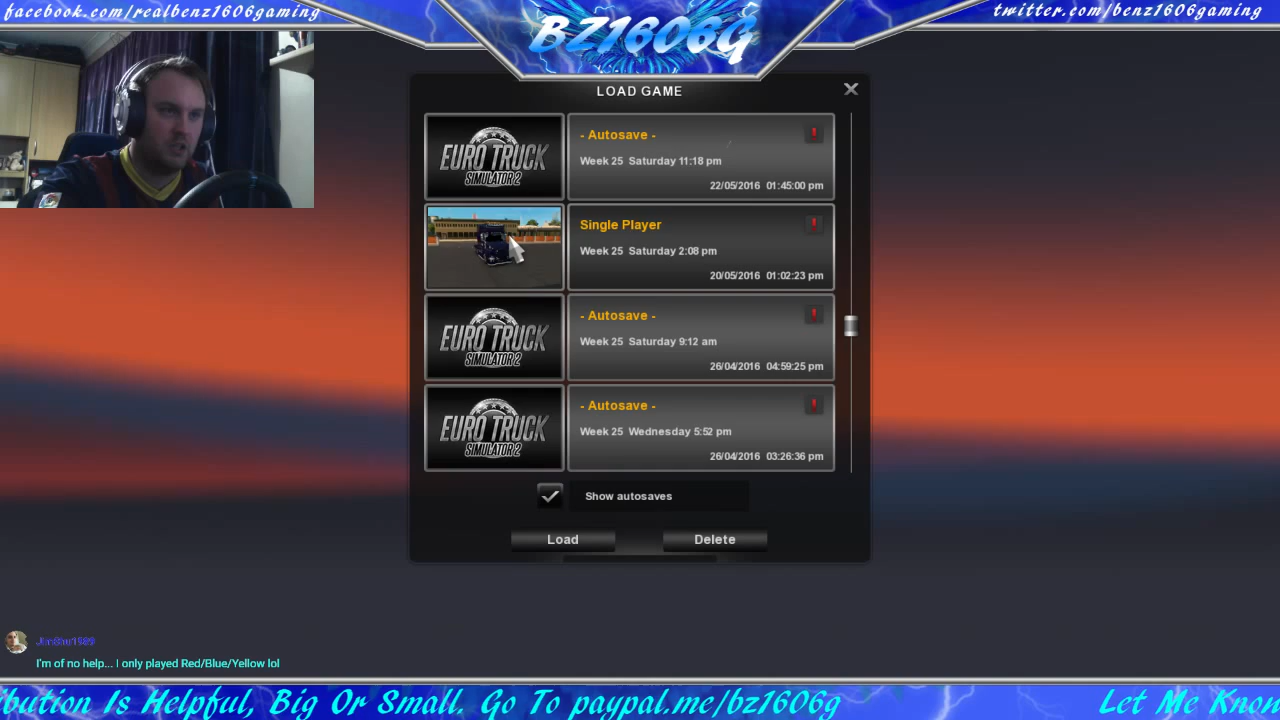 facebook.com/realbenz1606gaming
BZ1606G
twitter.com/benz1606gaming
LOAD GAME
EURO TRUCK
SIMULATOR 2
- Autosave -
Week 25 Saturday 11:18 pm
22/05/2016 01:45:00 pm
Single Player
Week 25 Saturday 2:08 pm
20/05/2016 01:02:23 pm
EURO TRUCK
SIMULATOR 2
- Autosave -
Week 25 Saturday 9:12 am
26/04/2016 04:59:25 pm
EURO TRUCK
SIMULATOR 2
- Autosave -
Week 25 Wednesday 5:52 pm
26/04/2016 03:26:36 pm
Show autosaves
Load Delete
I'm of no help... I only played Red/Blue/Yellow lol
bution Is Helpful, Big Or Small. Go To paypal.me/bz1606g Let Me Know